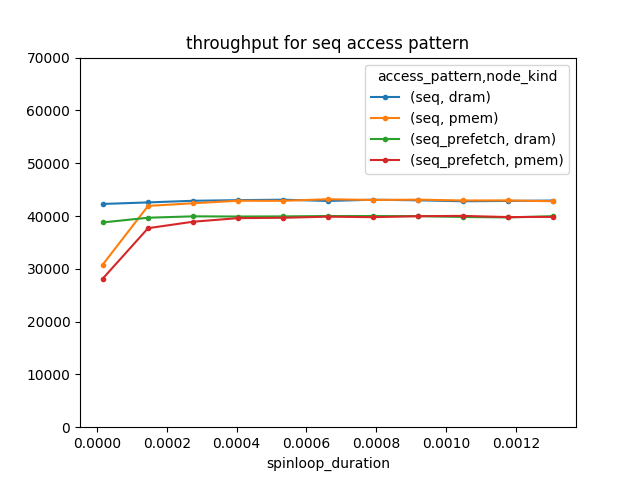 throughput for seq access pattern
70000
60000
50000
40000
30000
20000
10000
0
access_pattern,node_kind
(seq, dram)
(seq, pmem)
(seq_prefetch, dram)
(seq_prefetch, pmem)
0.0000 0.0002 0.0004 0.0006 0.0008 0.0010 0.0012
spinloop_duration